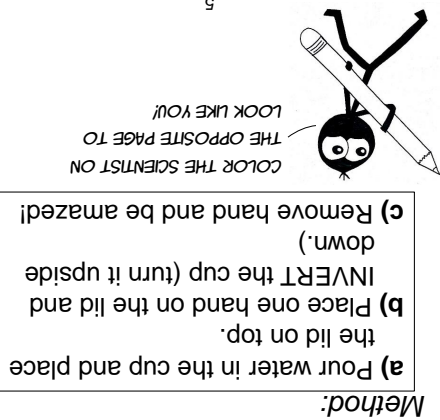 Method:
a) Pour water in the cup and place
the lid on top.
b) Place one hand on the lid and
INVERT the cup (turn it upside
down.)
c) Remove hand and be amazed!
COLOR THE SCIENTIST ON
THE OPPOSITE PAGE TO
LOOK LIKE YOU!
5